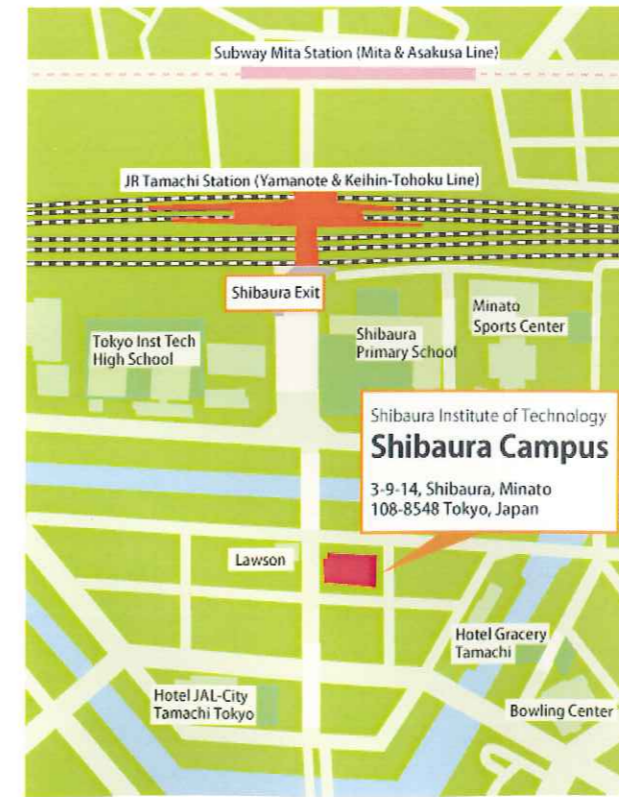 Subway Mita Station (Mita & Asakusa Line)
JR Tamachi Station (Yamanote & Keihin-Tohoku Line)
Shibaura Exit
Minato
Sports Center
Tokyo Inst Tech
High School
Shibaura
Primary School
Shibaura Institute of Technology
Shibaura Campus
3-9-14, Shibaura, Minato
108-8548 Tokyo, Japan
Lawson
Hotel Gracery
Tamachi
Hotel JAL-City
Tamachi Tokyo
Bowling Center